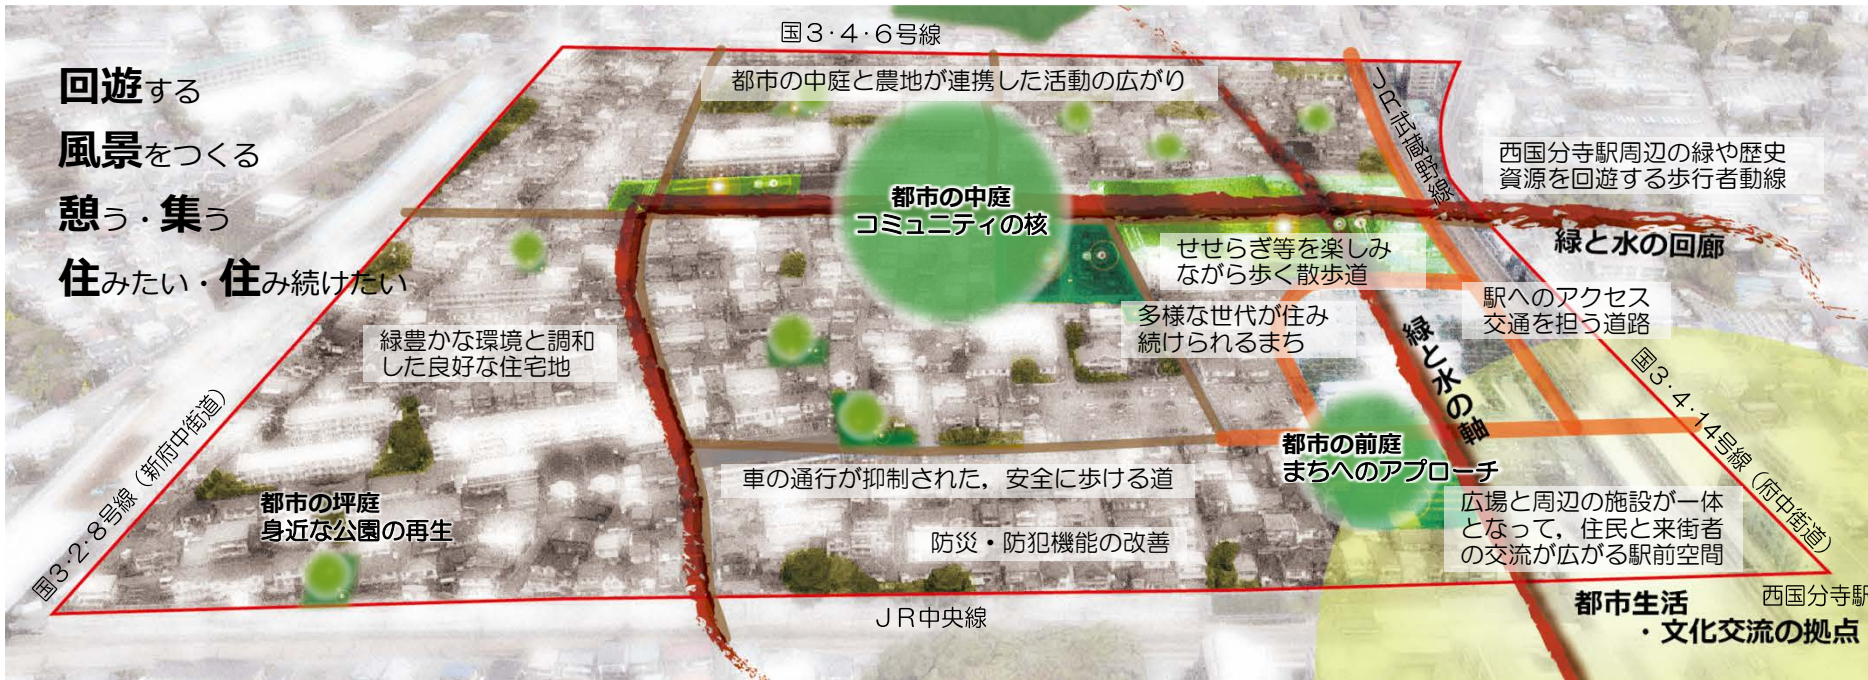 国3・4・6号線
回遊する
風景をつくる
憩う・集う
住みたい・住み続けたい
都市の中庭と農地が連携した活動の広がり
JR武蔵野線
西国分寺駅周辺の緑や歴史
資源を回遊する歩行者動線
都市の中庭
コミュニティの核
緑と水の回廊
せせらぎ等を楽しみ
ながら歩く散歩道
駅へのアクセス
交通を担う道路
多様な世代が住み
続けられるまち
緑豊かな環境と調和
した良好な住宅地
緑と水の軸
国3・4・14号線（府中街道）
国3・2・8号線（新府中街道）
都市の前庭
まちへのアプローチ
車の通行が抑制された，安全に歩ける道
都市の坪庭
身近な公園の再生
広場と周辺の施設が一体
となって，住民と来街者
の交流が広がる駅前空間
防災・防犯機能の改善
JR中央線
都市生活
・文化交流の拠点
西国分寺駅